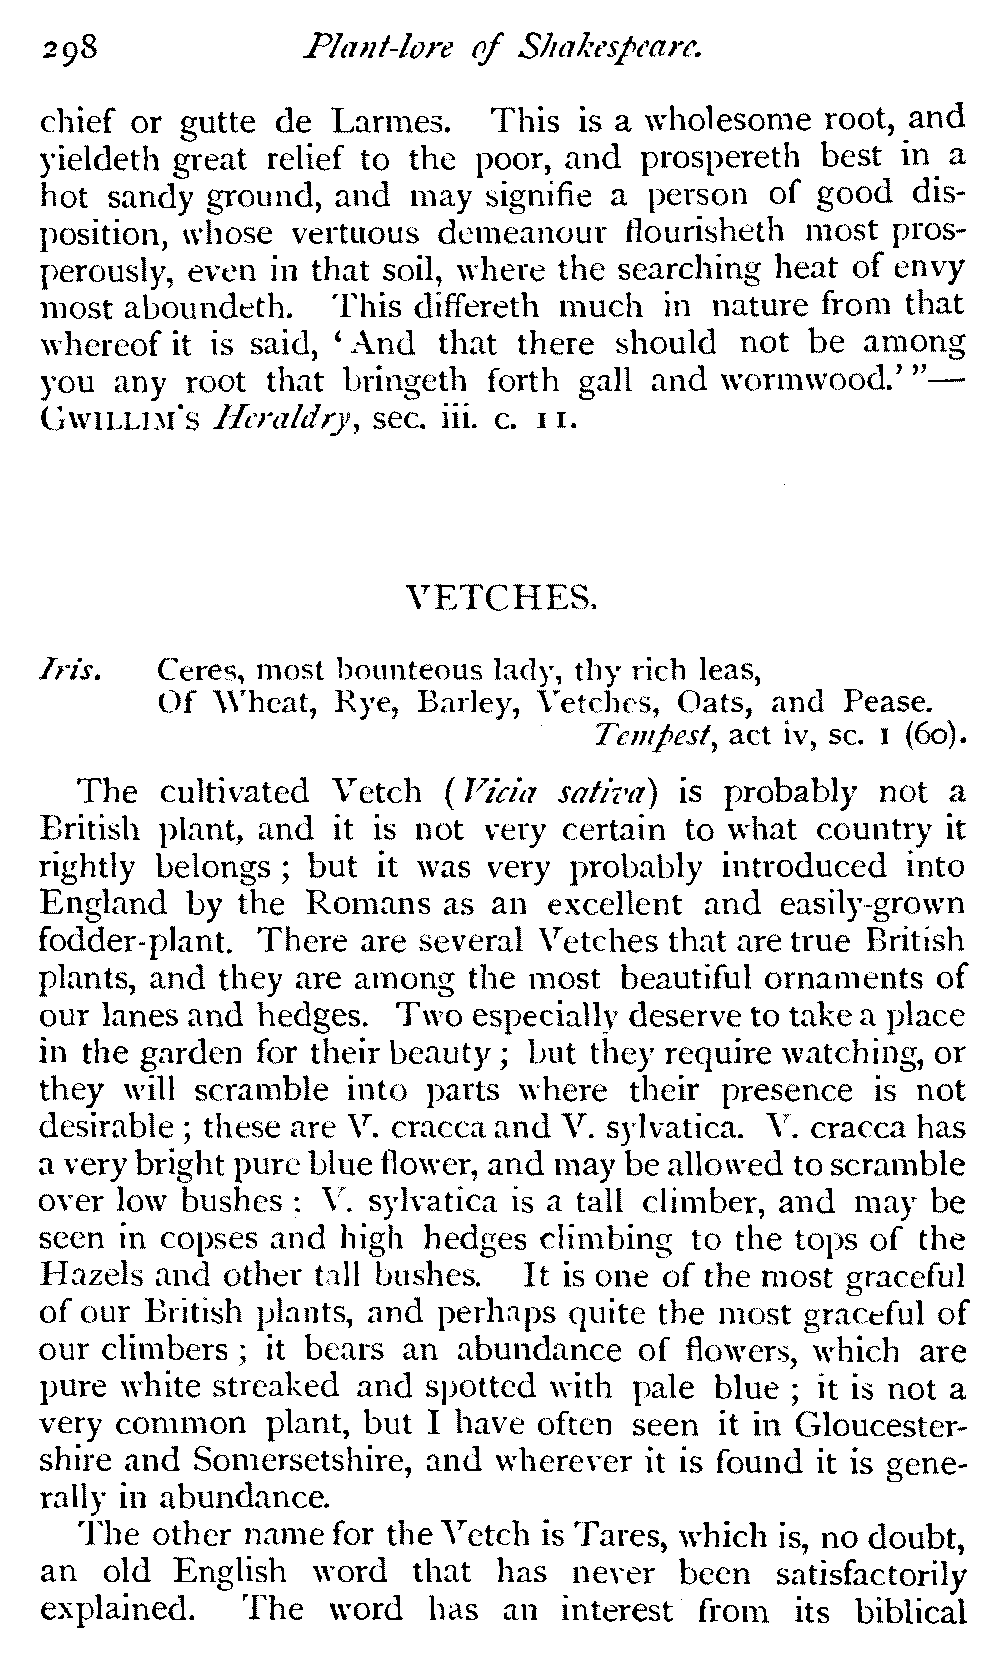 298 Plant-lore of Shakespeare.
chief or gutte de Larmes. This is a wholesome root, and
yieldeth great relief to the poor, and prospereth best in a
hot sandy ground, and may signifie a person of good dis-
position, whose vertuous demeanour flourisheth most pros-
perously, even in that soil, where the searching heat of envy
most aboundeth. This differeth much in nature from that
whereof it is said, ‘And that there should not be among
you any root that bringeth forth gall and wormwood.’”—
GWILLIM'S Heraldry, sec. iii. c. 11.
VETCHES.
Iris. Ceres, most bounteous lady, thy rich leas,
Of Wheat, Rye, Barley, Vetches, Oats, and Pease.
Tempest, act iv, sc. 1 (60).
The cultivated Vetch (Vicia sativa) is probably not a
British plant, and it is not very certain to what country it
rightly belongs; but it was very probably introduced into
England by the Romans as an excellent and easily-grown
fodder-plant. There are several Vetches that are true British
plants, and they are among the most beautiful ornaments of
our lanes and hedges. Two especially deserve to take a place
in the garden for their beauty; but they require watching, or
they will scramble into parts where their presence is not
desirable; these are V. cracca and V. sylvatica. V. cracca has
a very bright pure blue flower, and may be allowed to scramble
over low bushes: V. sylvatica is a tall climber, and may be
seen in copses and high hedges climbing to the tops of the
Hazels and other tall bushes. It is one of the most graceful
of our British plants, and perhaps quite the most graceful of
our climbers; it bears an abundance of flowers, which are
pure white streaked and spotted with pale blue; it is not a
very common plant, but I have often seen it in Gloucester-
shire and Somersetshire, and wherever it is found it is gene-
rally in abundance.
The other name for the Vetch is Tares, which is, no doubt,
an old English word that has never been satisfactorily
explained. The word has an interest from its biblical